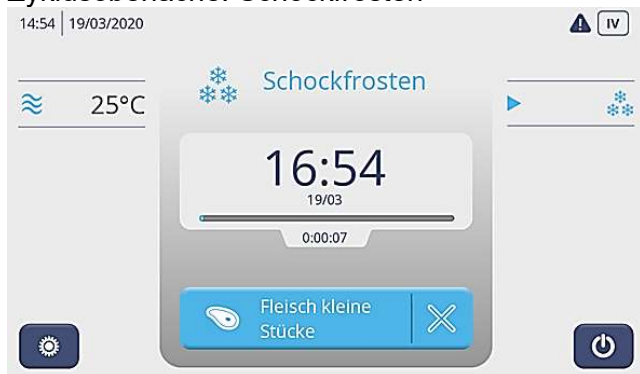 14:54 19/03/2020
IV
Schockfrosten
25°C
16:54
19/03
0:00:07
Fleisch kleine
Stücke